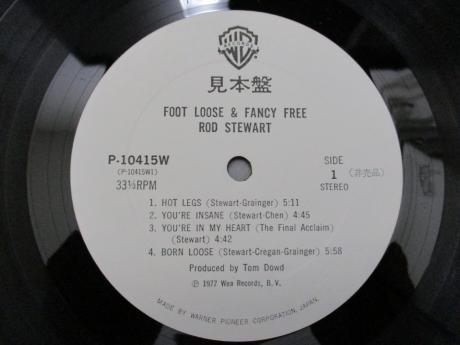 RECORDS
見本盤
FOOT LOOSE & FANCY FREE
ROD STEWART
P-10415W
(P-10415W1)
33⅓RPM
SIDE
1 (非売品)
STEREO
1. HOT LEGS (Stewart-Grainger) 5:11
2. YOU'RE INSANE (Stewart-Chen) 4:45
3. YOU'RE IN MY HEART (The Final Acclaim)
(Stewart) 4:42
4. BORN LOOSE (Stewart-Cregan-Grainger) 5:58
Produced by Tom Dowd
℗ 1977 Wea Records, B. V.
MADE BY WARNER-PIONEER CORPORATION, JAPAN.